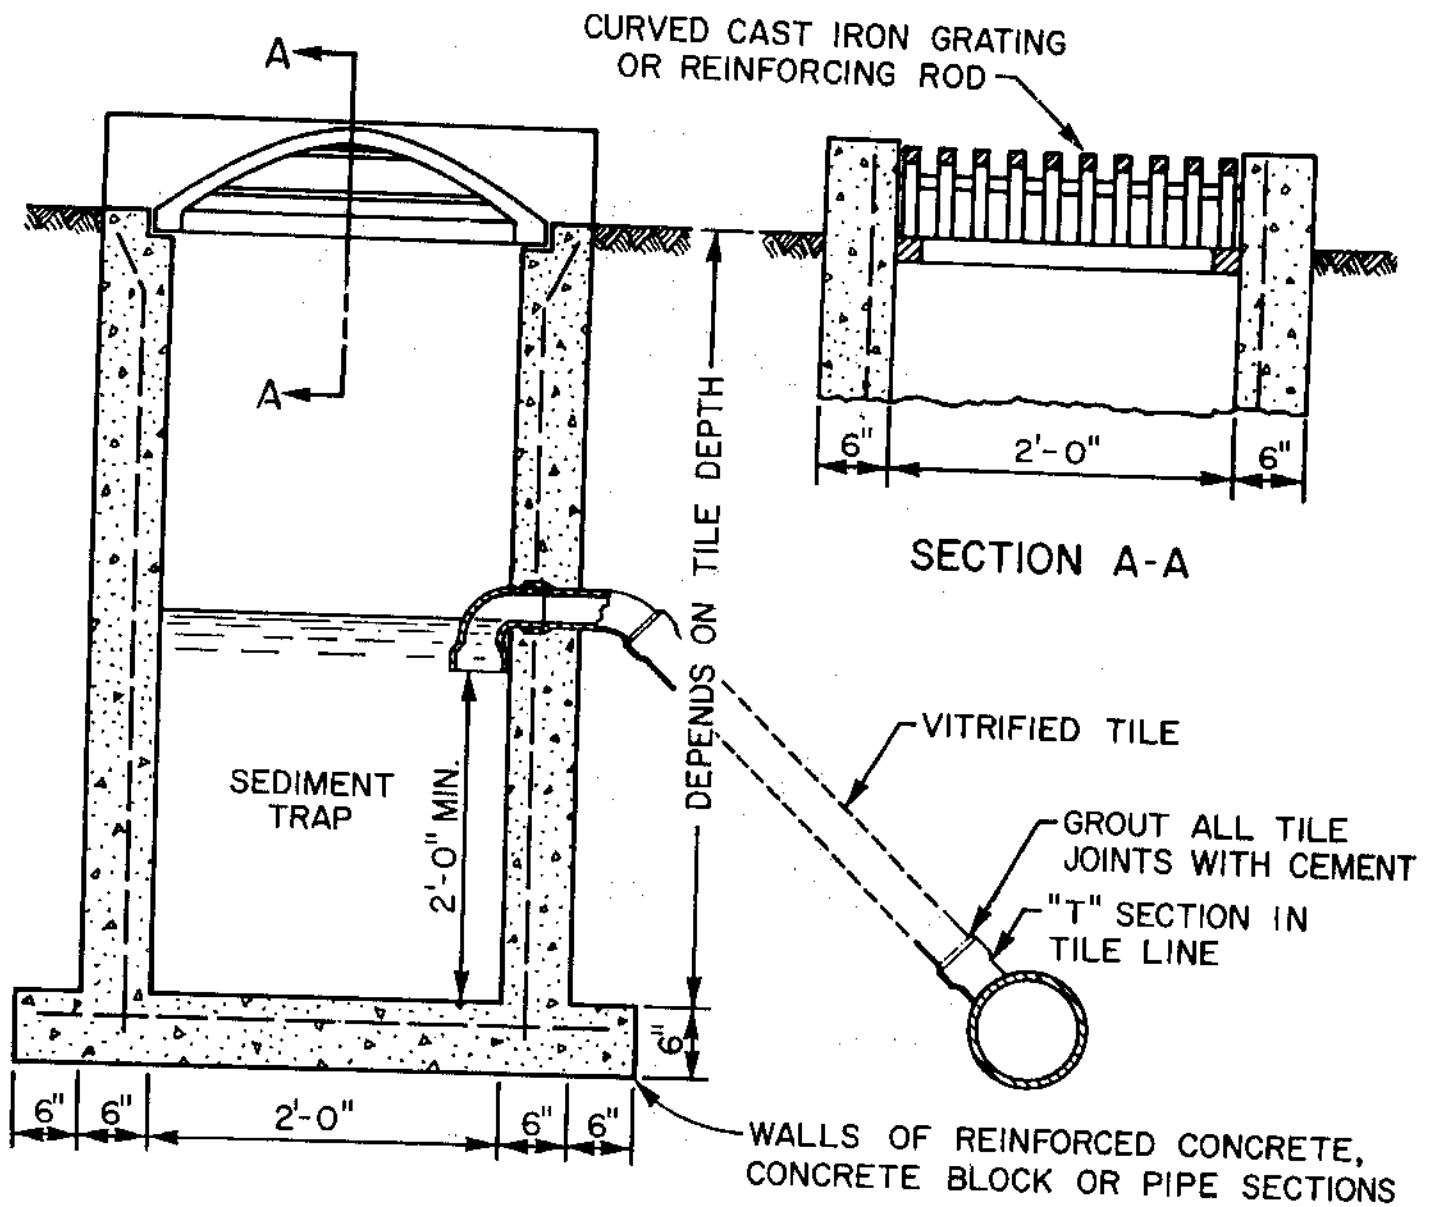 CURVED CAST IRON GRATING
OR REINFORCING ROD
A
A
6"
2'-0"
6"
SECTION A-A
DEPENDS ON TILE DEPTH
SEDIMENT
TRAP
2'-0" MIN.
VITRIFIED TILE
GROUT ALL TILE
JOINTS WITH CEMENT
"T" SECTION IN
TILE LINE
6"
6"
6"
2'-0"
6"
6"
WALLS OF REINFORCED CONCRETE,
CONCRETE BLOCK OR PIPE SECTIONS